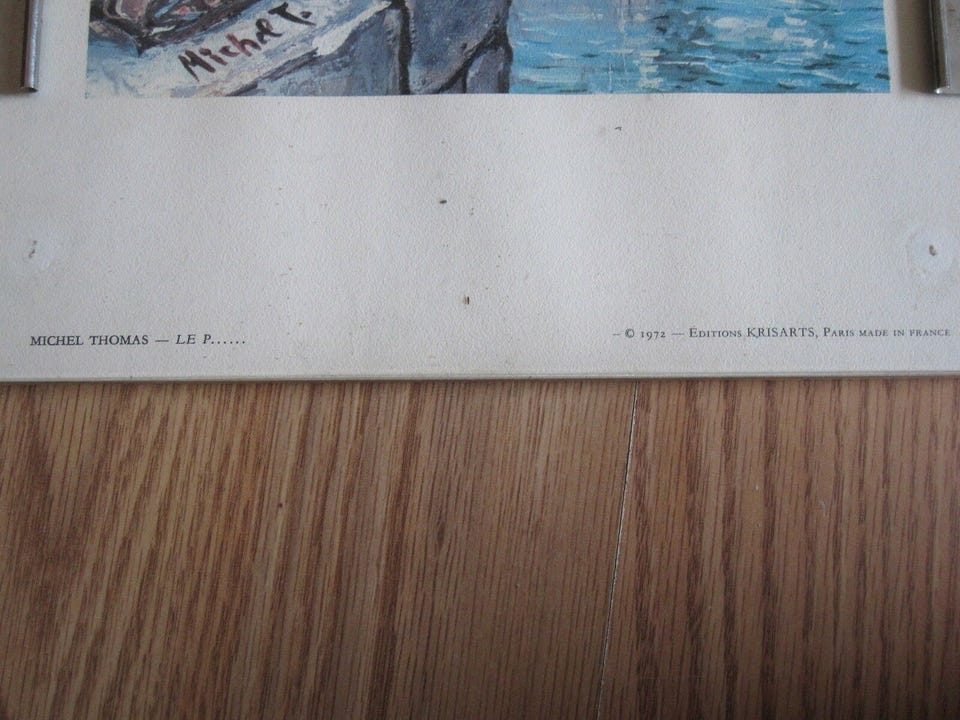 Michel T.
MICHEL THOMAS — LE P......
– © 1972 — EDITIONS KRISARTS, PARIS MADE IN FRANCE